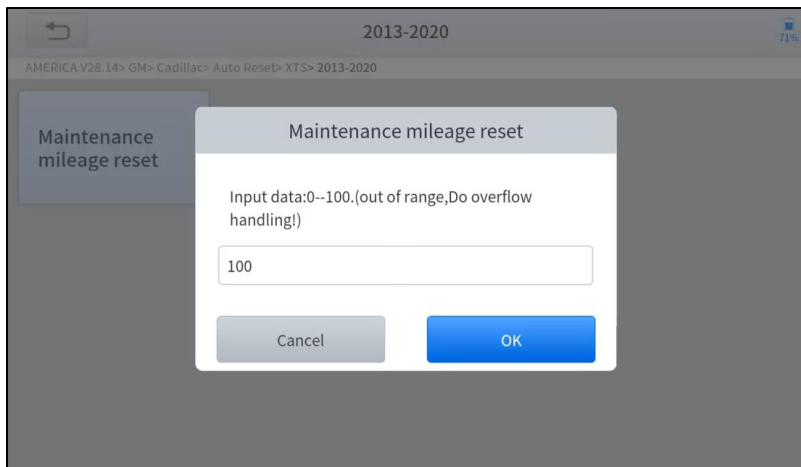 2013-2020
71%
AMERICA V28.14> GM> Cadillac> Auto Reset> XTS> 2013-2020
Maintenance
mileage reset
Maintenance mileage reset
Input data:0--100.(out of range,Do overflow
handling!)
100
Cancel
OK